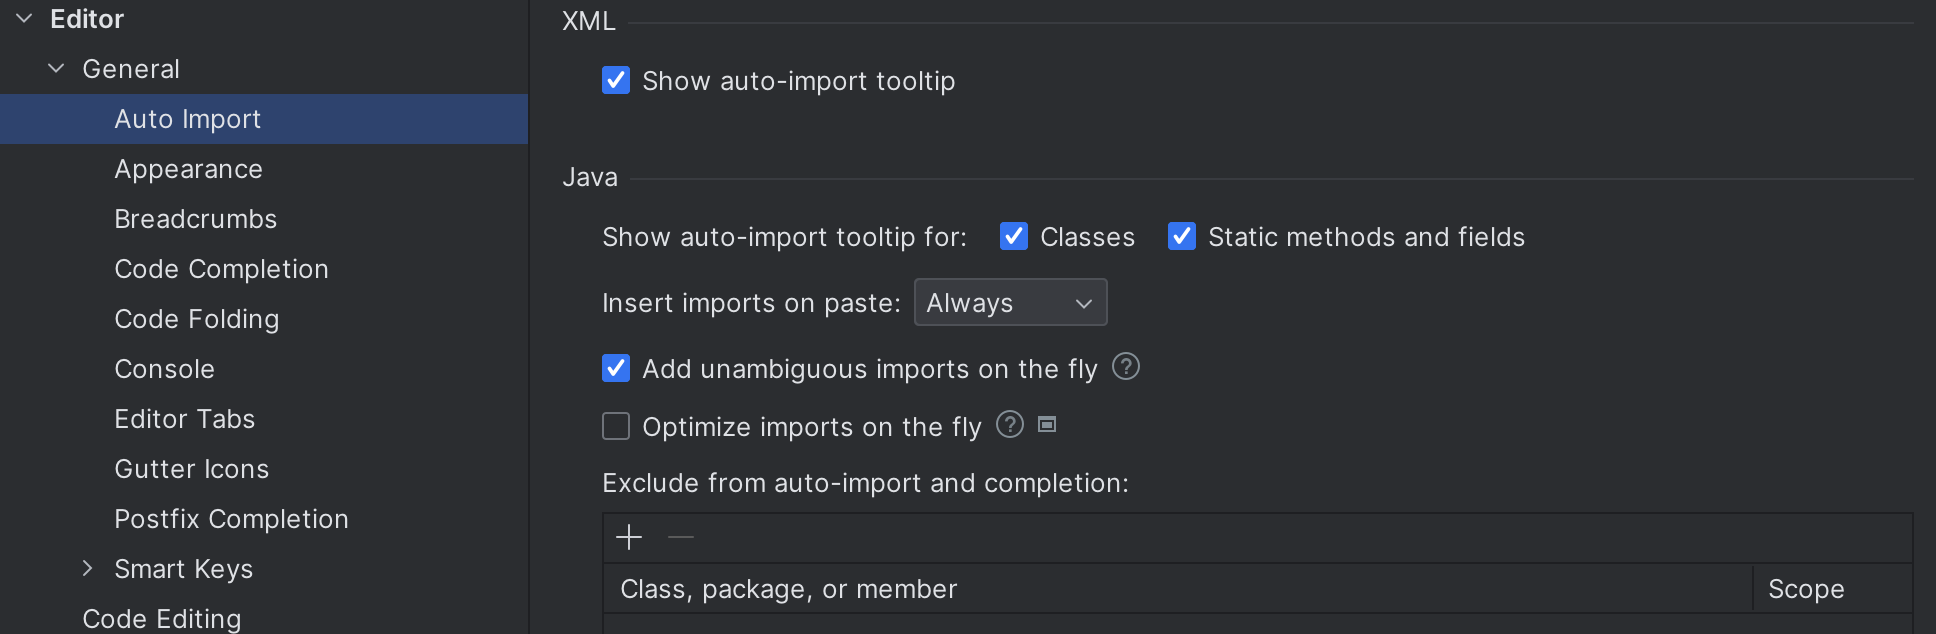 Editor
General
Auto Import
Appearance
Breadcrumbs
Code Completion
Code Folding
Console
Editor Tabs
Gutter Icons
Postfix Completion
Smart Keys
Code Editing
XML
Show auto-import tooltip
Java
Show auto-import tooltip for: Classes Static methods and fields
Insert imports on paste: Always
Add unambiguous imports on the fly ?
Optimize imports on the fly ?
Exclude from auto-import and completion:
Class, package, or member Scope